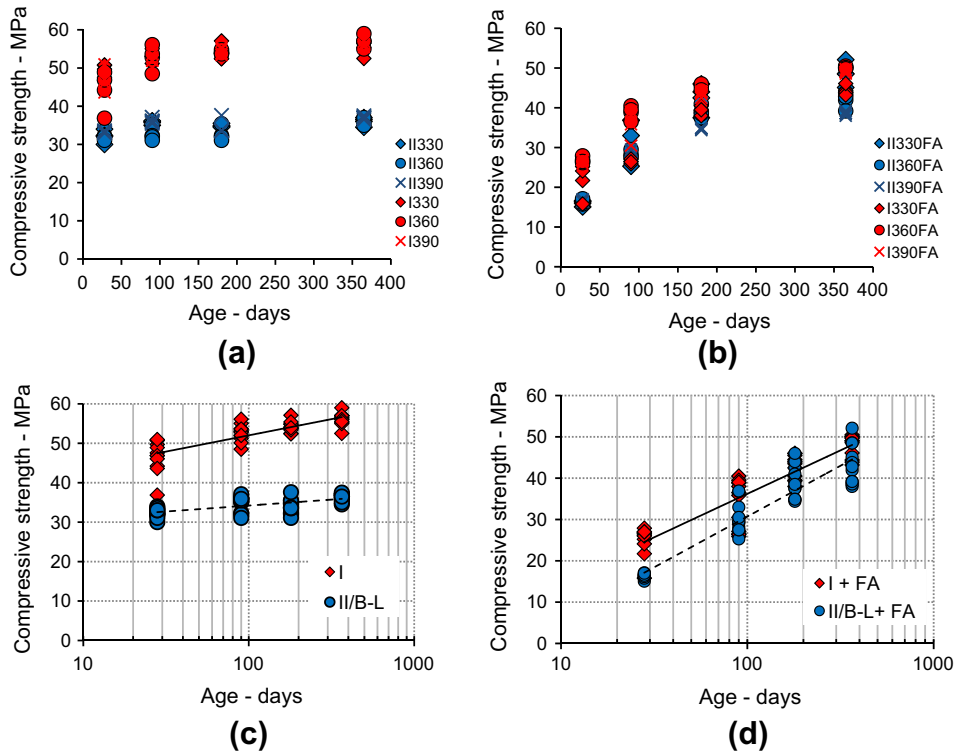 Compressive strength - MPa
60
50
40
30
20
10
0
0 50 100 150 200 250 300 350 400
Age - days
II330
II360
II390
I330
I360
I390
(a)
Compressive strength - MPa
60
50
40
30
20
10
0
0 50 100 150 200 250 300 350 400
Age - days
II330FA
II360FA
II390FA
I330FA
I360FA
I390FA
(b)
Compressive strength - MPa
60
50
40
30
20
10
0
10 100 1000
Age - days
I
II/B-L
(c)
Compressive strength - MPa
60
50
40
30
20
10
0
10 100 1000
Age - days
I + FA
II/B-L+ FA
(d)